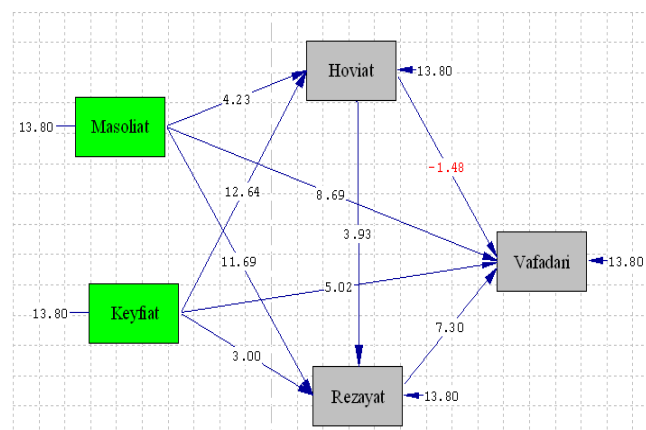 Hoviat
13.80
4.23
13.80
Masoliat
-1.48
12.64
8.69
3.93
11.69
Vafadari
13.80
5.02
13.80
Keyfiat
7.30
3.00
Rezayat
13.80